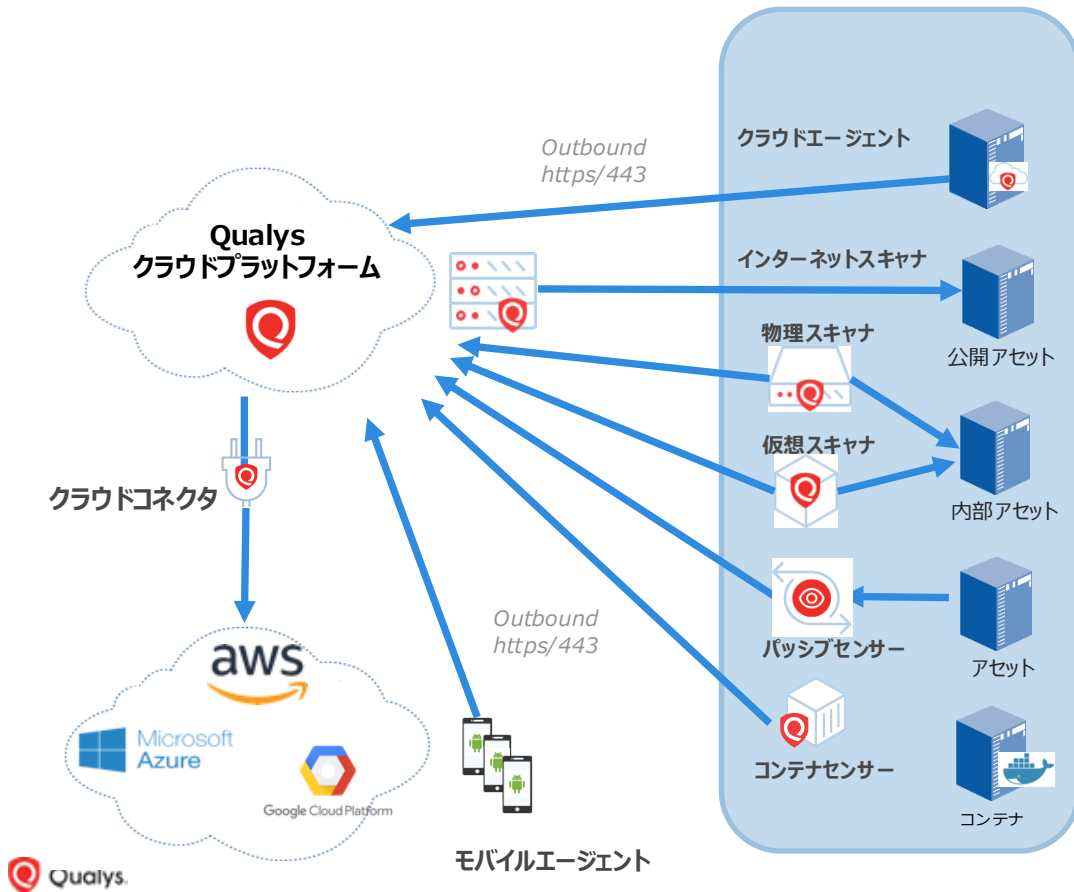 クラウドエージェント
Outbound
https/443
Qualys
クラウドプラットフォーム
インターネットスキャナ
物理スキャナ
公開アセット
仮想スキャナ
クラウドコネクタ
内部アセット
Outbound
https/443
パッシブセンサー
アセット
aws
Microsoft
Azure
Google Cloud Platform
コンテナセンサー
コンテナ
モバイルエージェント
Qualys.